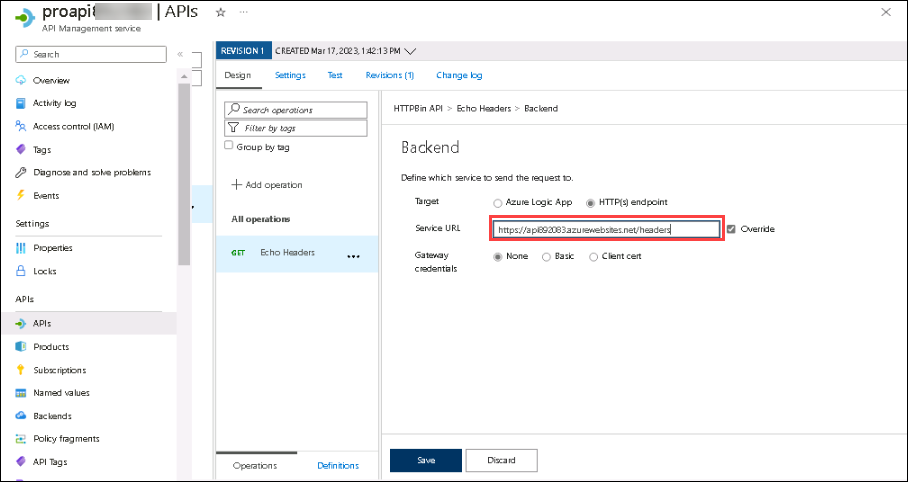 proapi | APIs
API Management service
Search
Overview
Activity log
Access control (IAM)
Tags
Diagnose and solve problems
Events
Settings
Properties
Locks
APIs
APIs
Products
Subscriptions
Named values
Backends
Policy fragments
API Tags
REVISION 1 CREATED Mar 17, 2023, 1:42:13 PM
Design Settings Test Revisions (1) Change log
Search operations
Filter by tags
Group by tag
+ Add operation
All operations
GET Echo Headers
Operations Definitions
HTTPBin API > Echo Headers > Backend
Backend
Define which service to send the request to.
Target Azure Logic App HTTP(s) endpoint
Service URL https://api892083.azurewebsites.net/headers Override
Gateway credentials None Basic Client cert
Save Discard